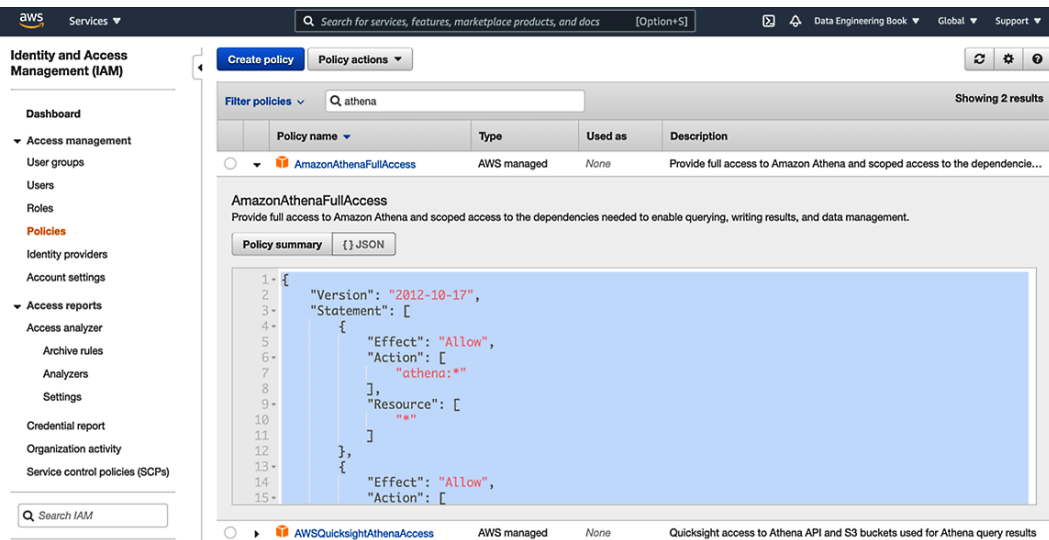 aws Services Search for services, features, marketplace products, and docs [Option+S] Data Engineering Book Global Support
Identity and Access
Management (IAM)
Dashboard
Access management
User groups
Users
Roles
Policies
Identity providers
Account settings
Access reports
Access analyzer
Archive rules
Analyzers
Settings
Credential report
Organization activity
Service control policies (SCPs)
Search IAM
Create policy Policy actions
Filter policies athena Showing 2 results
Policy name Type Used as Description
AmazonAthenaFullAccess AWS managed None Provide full access to Amazon Athena and scoped access to the dependencie...
AmazonAthenaFullAccess
Provide full access to Amazon Athena and scoped access to the dependencies needed to enable querying, writing results, and data management.
Policy summary {} JSON
1 {
2 "Version": "2012-10-17",
3 "Statement": [
4 {
5 "Effect": "Allow",
6 "Action": [
7 "athena:*"
8 ],
9 "Resource": [
10 "*"
11 ]
12 },
13 {
14 "Effect": "Allow",
15 "Action": [
AWSQuicksightAthenaAccess AWS managed None Quicksight access to Athena API and S3 buckets used for Athena query results